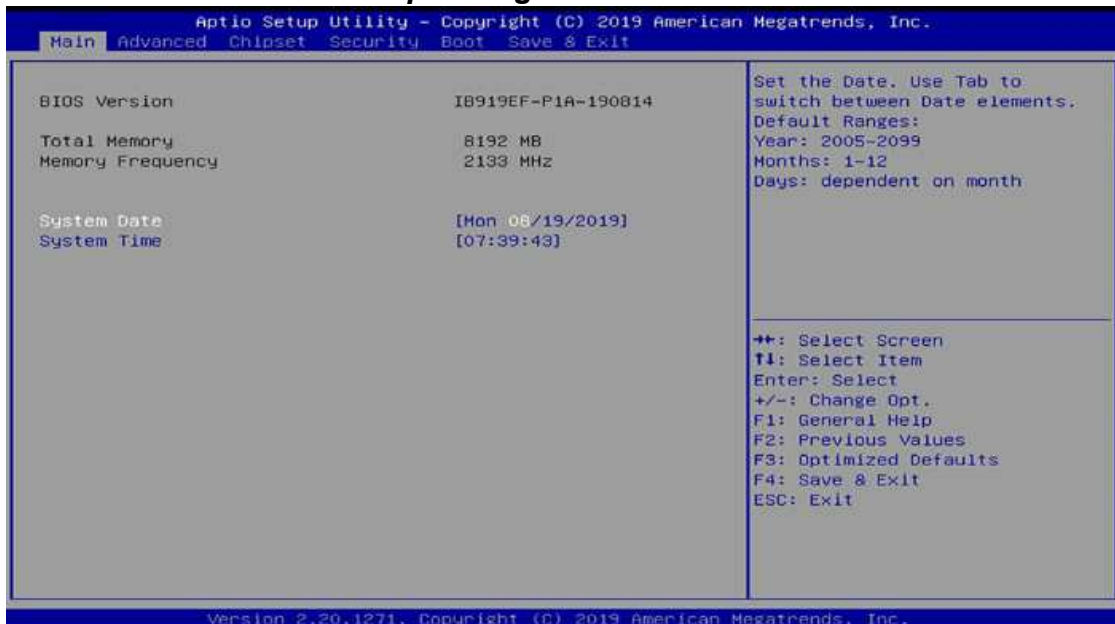 Aptio Setup Utility – Copyright (C) 2019 American Megatrends, Inc.
Main Advanced Chipset Security Boot Save & Exit
BIOS Version IB919EF-P1A-190814
Total Memory 8192 MB
Memory Frequency 2133 MHz
System Date [Mon 08/19/2019]
System Time [07:39:43]
Set the Date. Use Tab to
switch between Date elements.
Default Ranges:
Year: 2005-2099
Months: 1-12
Days: dependent on month
→←: Select Screen
↑↓: Select Item
Enter: Select
+/-: Change Opt.
F1: General Help
F2: Previous Values
F3: Optimized Defaults
F4: Save & Exit
ESC: Exit
Version 2.20.1271. Copyright (C) 2019 American Megatrends, Inc.